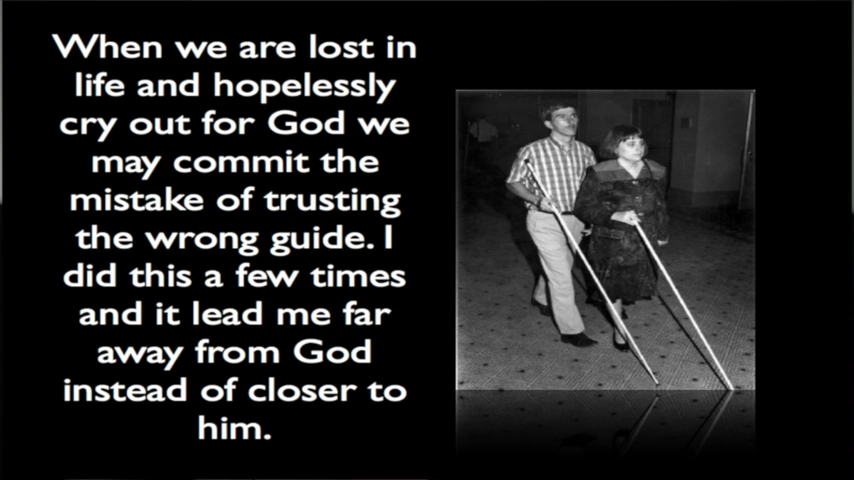 When we are lost in
life and hopelessly
cry out for God we
may commit the
mistake of trusting
the wrong guide. I
did this a few times
and it lead me far
away from God
instead of closer to
him.